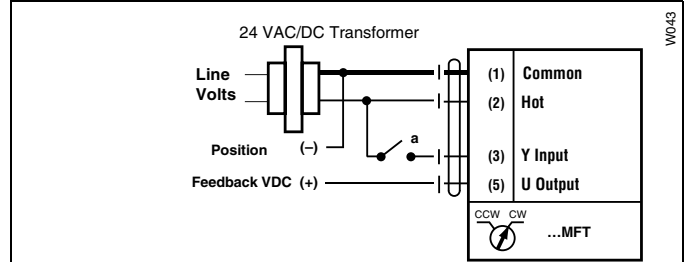 24 VAC/DC Transformer
W043
Line
Volts
(1) Common
(2) Hot
a
Position (–)
(3) Y Input
Feedback VDC (+)
(5) U Output
CCW CW
...MFT